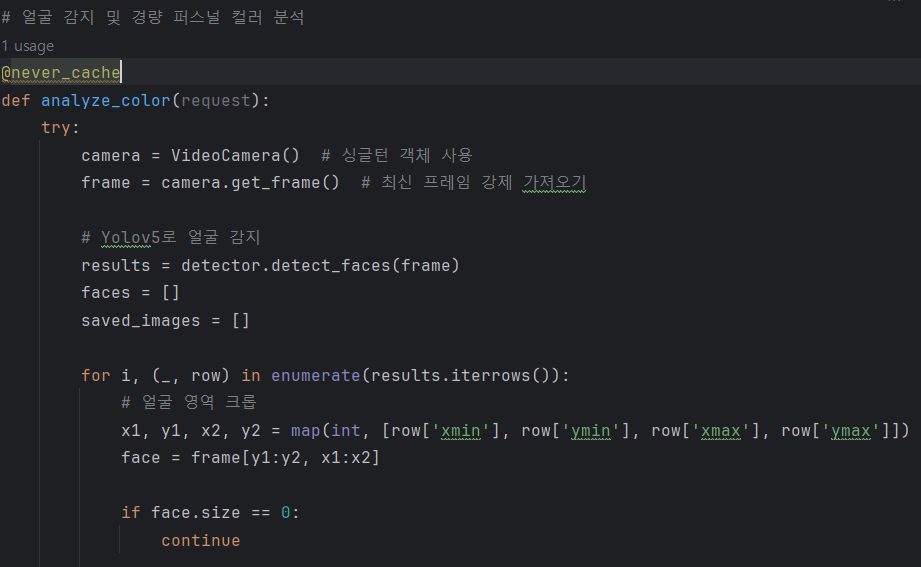 # 얼굴 감지 및 경량 퍼스널 컬러 분석
1 usage
@never_cache
def analyze_color(request):
    try:
        camera = VideoCamera()  # 싱글턴 객체 사용
        frame = camera.get_frame()  # 최신 프레임 강제 가져오기
        # Yolov5로 얼굴 감지
        results = detector.detect_faces(frame)
        faces = []
        saved_images = []
        for i, (_, row) in enumerate(results.iterrows()):
            # 얼굴 영역 크롭
            x1, y1, x2, y2 = map(int, [row['xmin'], row['ymin'], row['xmax'], row['ymax']])
            face = frame[y1:y2, x1:x2]
            if face.size == 0:
                continue